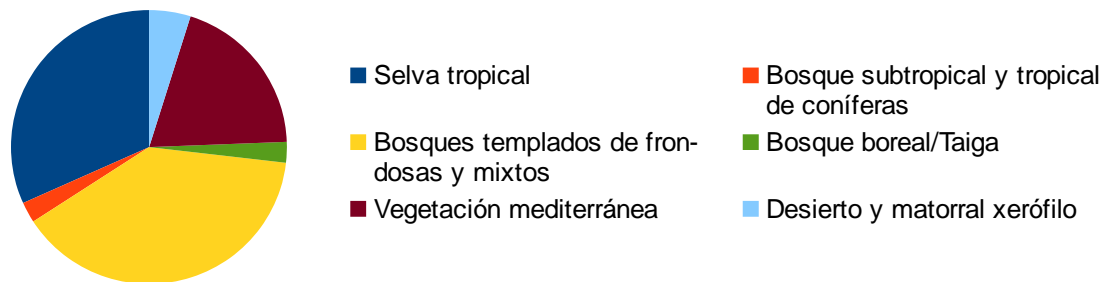 Selva tropical
Bosque subtropical y tropical
de coníferas
Bosques templados de fron-
dosas y mixtos
Bosque boreal/Taiga
Vegetación mediterránea
Desierto y matorral xerófilo